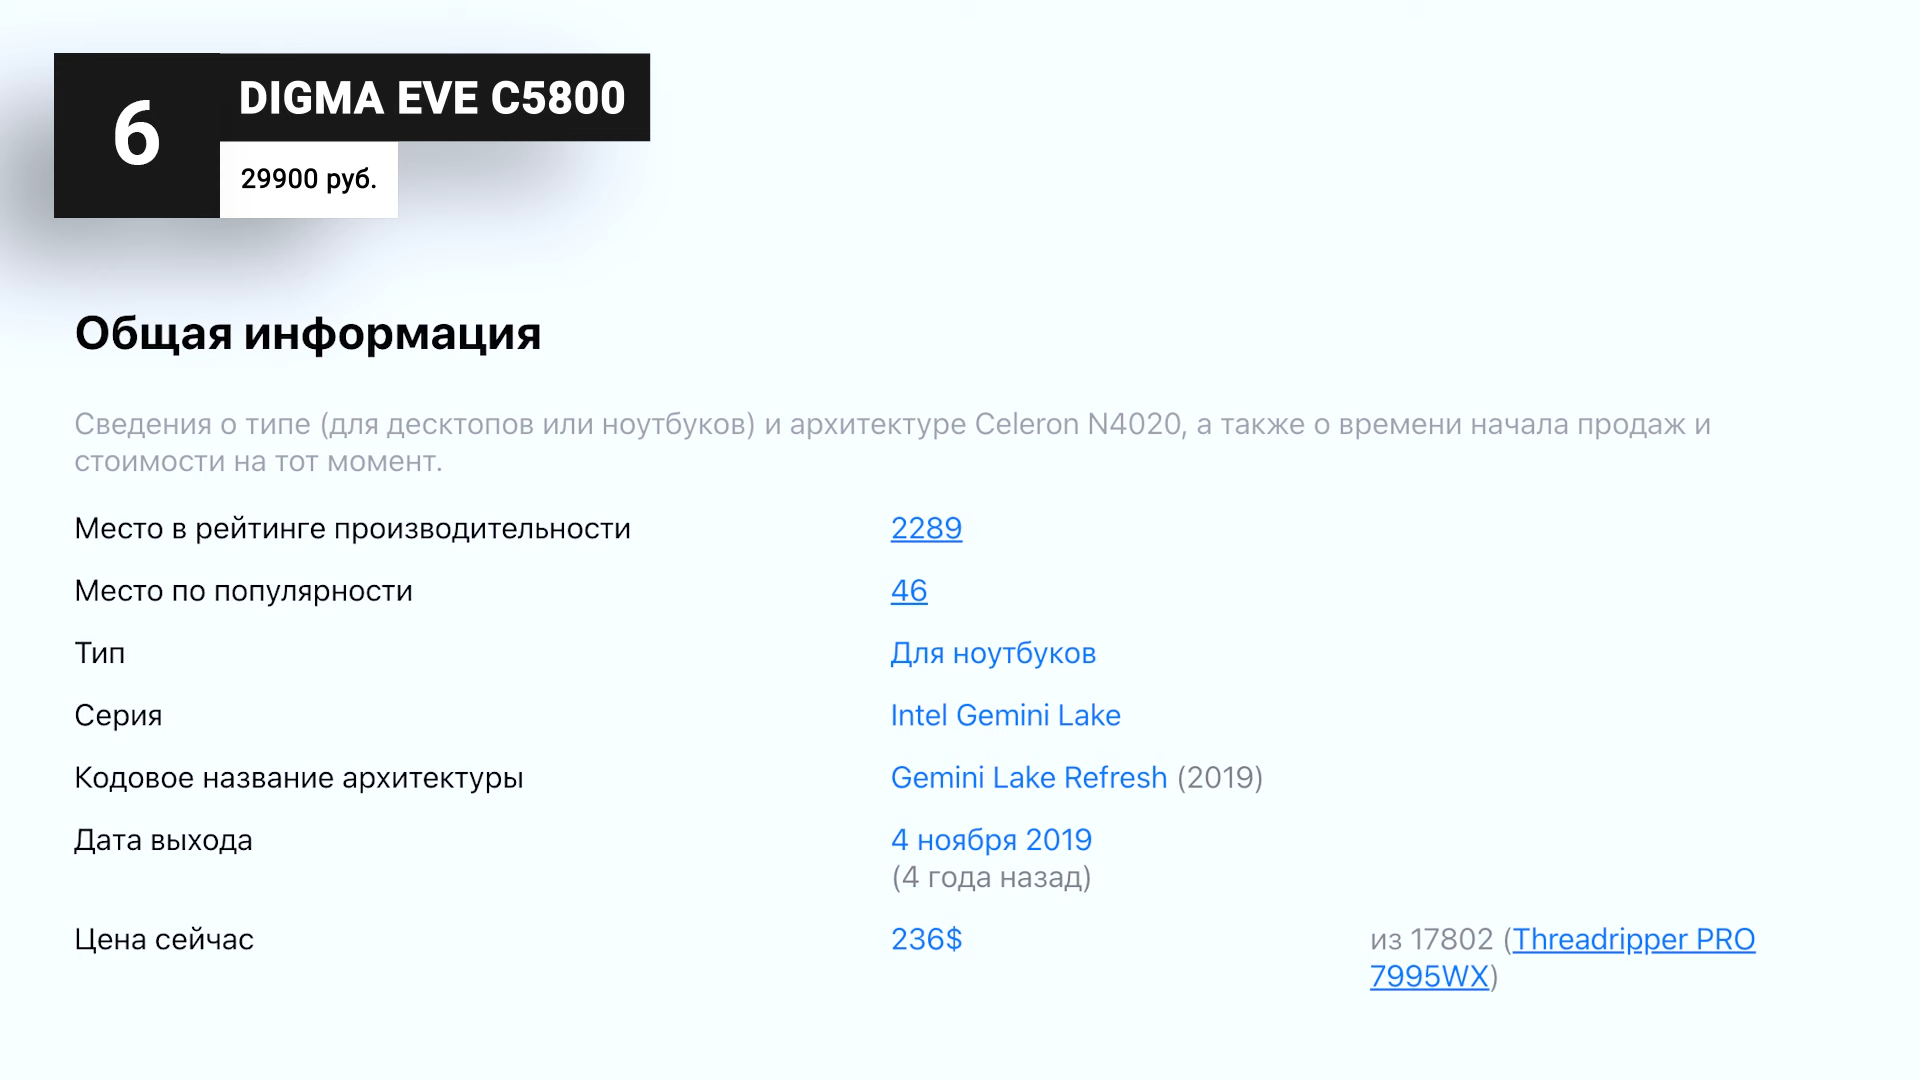 6
DIGMA EVE C5800
29900 руб.
Общая информация
Сведения о типе (для десктопов или ноутбуков) и архитектуре Celeron N4020, а также о времени начала продаж и
стоимости на тот момент.
Место в рейтинге производительности 2289
Место по популярности 46
Тип Для ноутбуков
Серия Intel Gemini Lake
Кодовое название архитектуры Gemini Lake Refresh (2019)
Дата выхода 4 ноября 2019
(4 года назад)
Цена сейчас 236$ из 17802 (Threadripper PRO
7995WX)